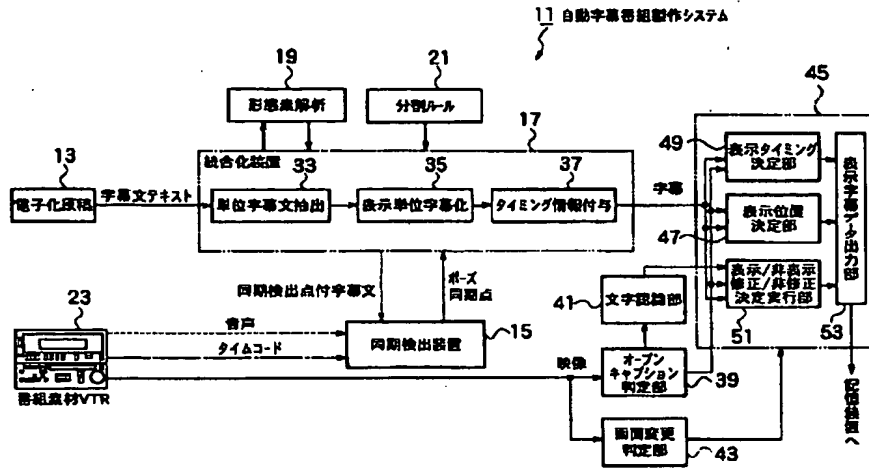 11 自動字幕番組製作システム
19
形態素解析
21
分割ルール
17
統合化装置
13
電子化原稿
字幕文テキスト
33
単位字幕文抽出
35
表示単位字幕化
37
タイミング情報付与
字幕
45
49
表示タイミング
決定部
47
表示位置
決定部
表示/非表示
修正/非修正
決定実行部
51
表示字幕データ出力部
53
記憶装置へ
同期検出点付字幕文
ポーズ
同期点
23
音声
タイムコード
番組素材VTR
同期検出装置
15
41
文字認識部
映像
オープン
キャプション
判定部
39
画面変更
判定部
43